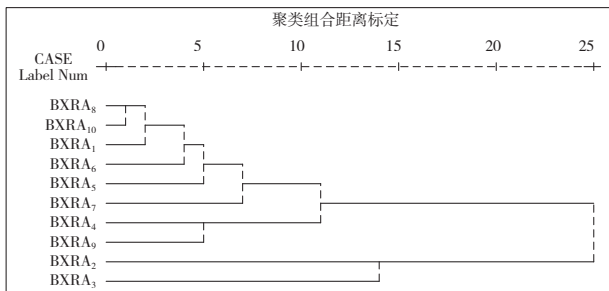 聚类组合距离标定
0 5 10 15 20 25
CASE
Label Num
BXRA₈
BXRA₁₀
BXRA₁
BXRA₆
BXRA₅
BXRA₇
BXRA₄
BXRA₉
BXRA₂
BXRA₃